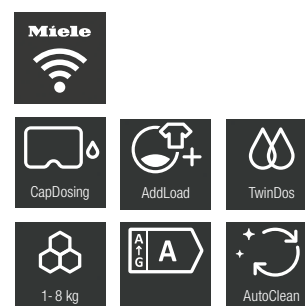 Miele
CapDosing
AddLoad
TwinDos
1- 8 kg
A
↑
G
A
AutoClean